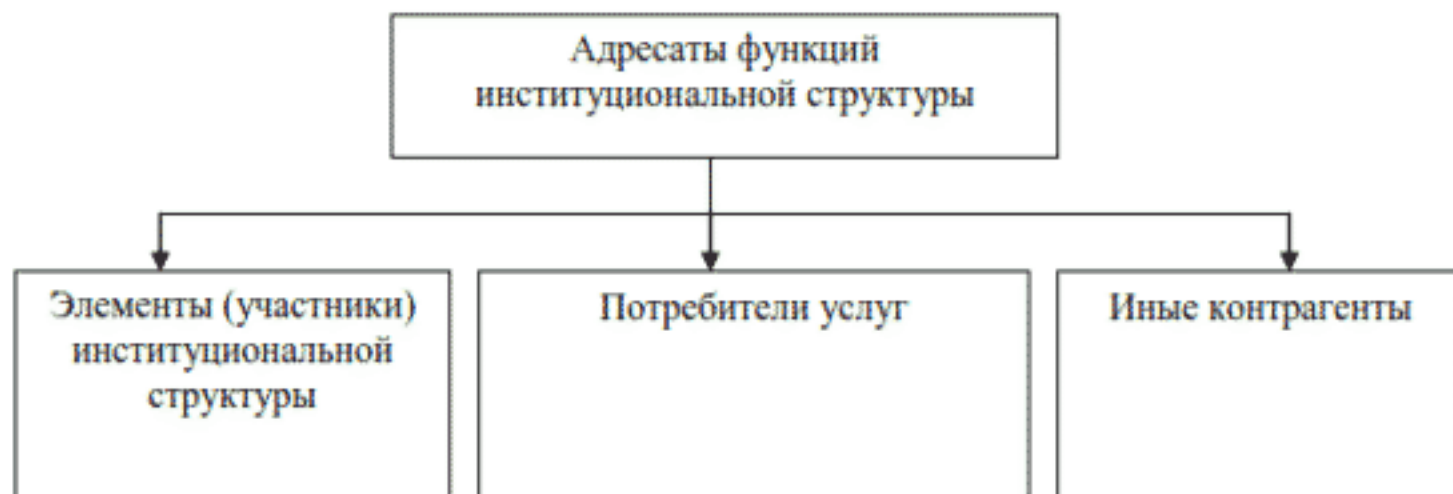 Адресаты функций
институциональной структуры
Элементы (участники)
институциональной
структуры
Потребители услуг
Иные контрагенты